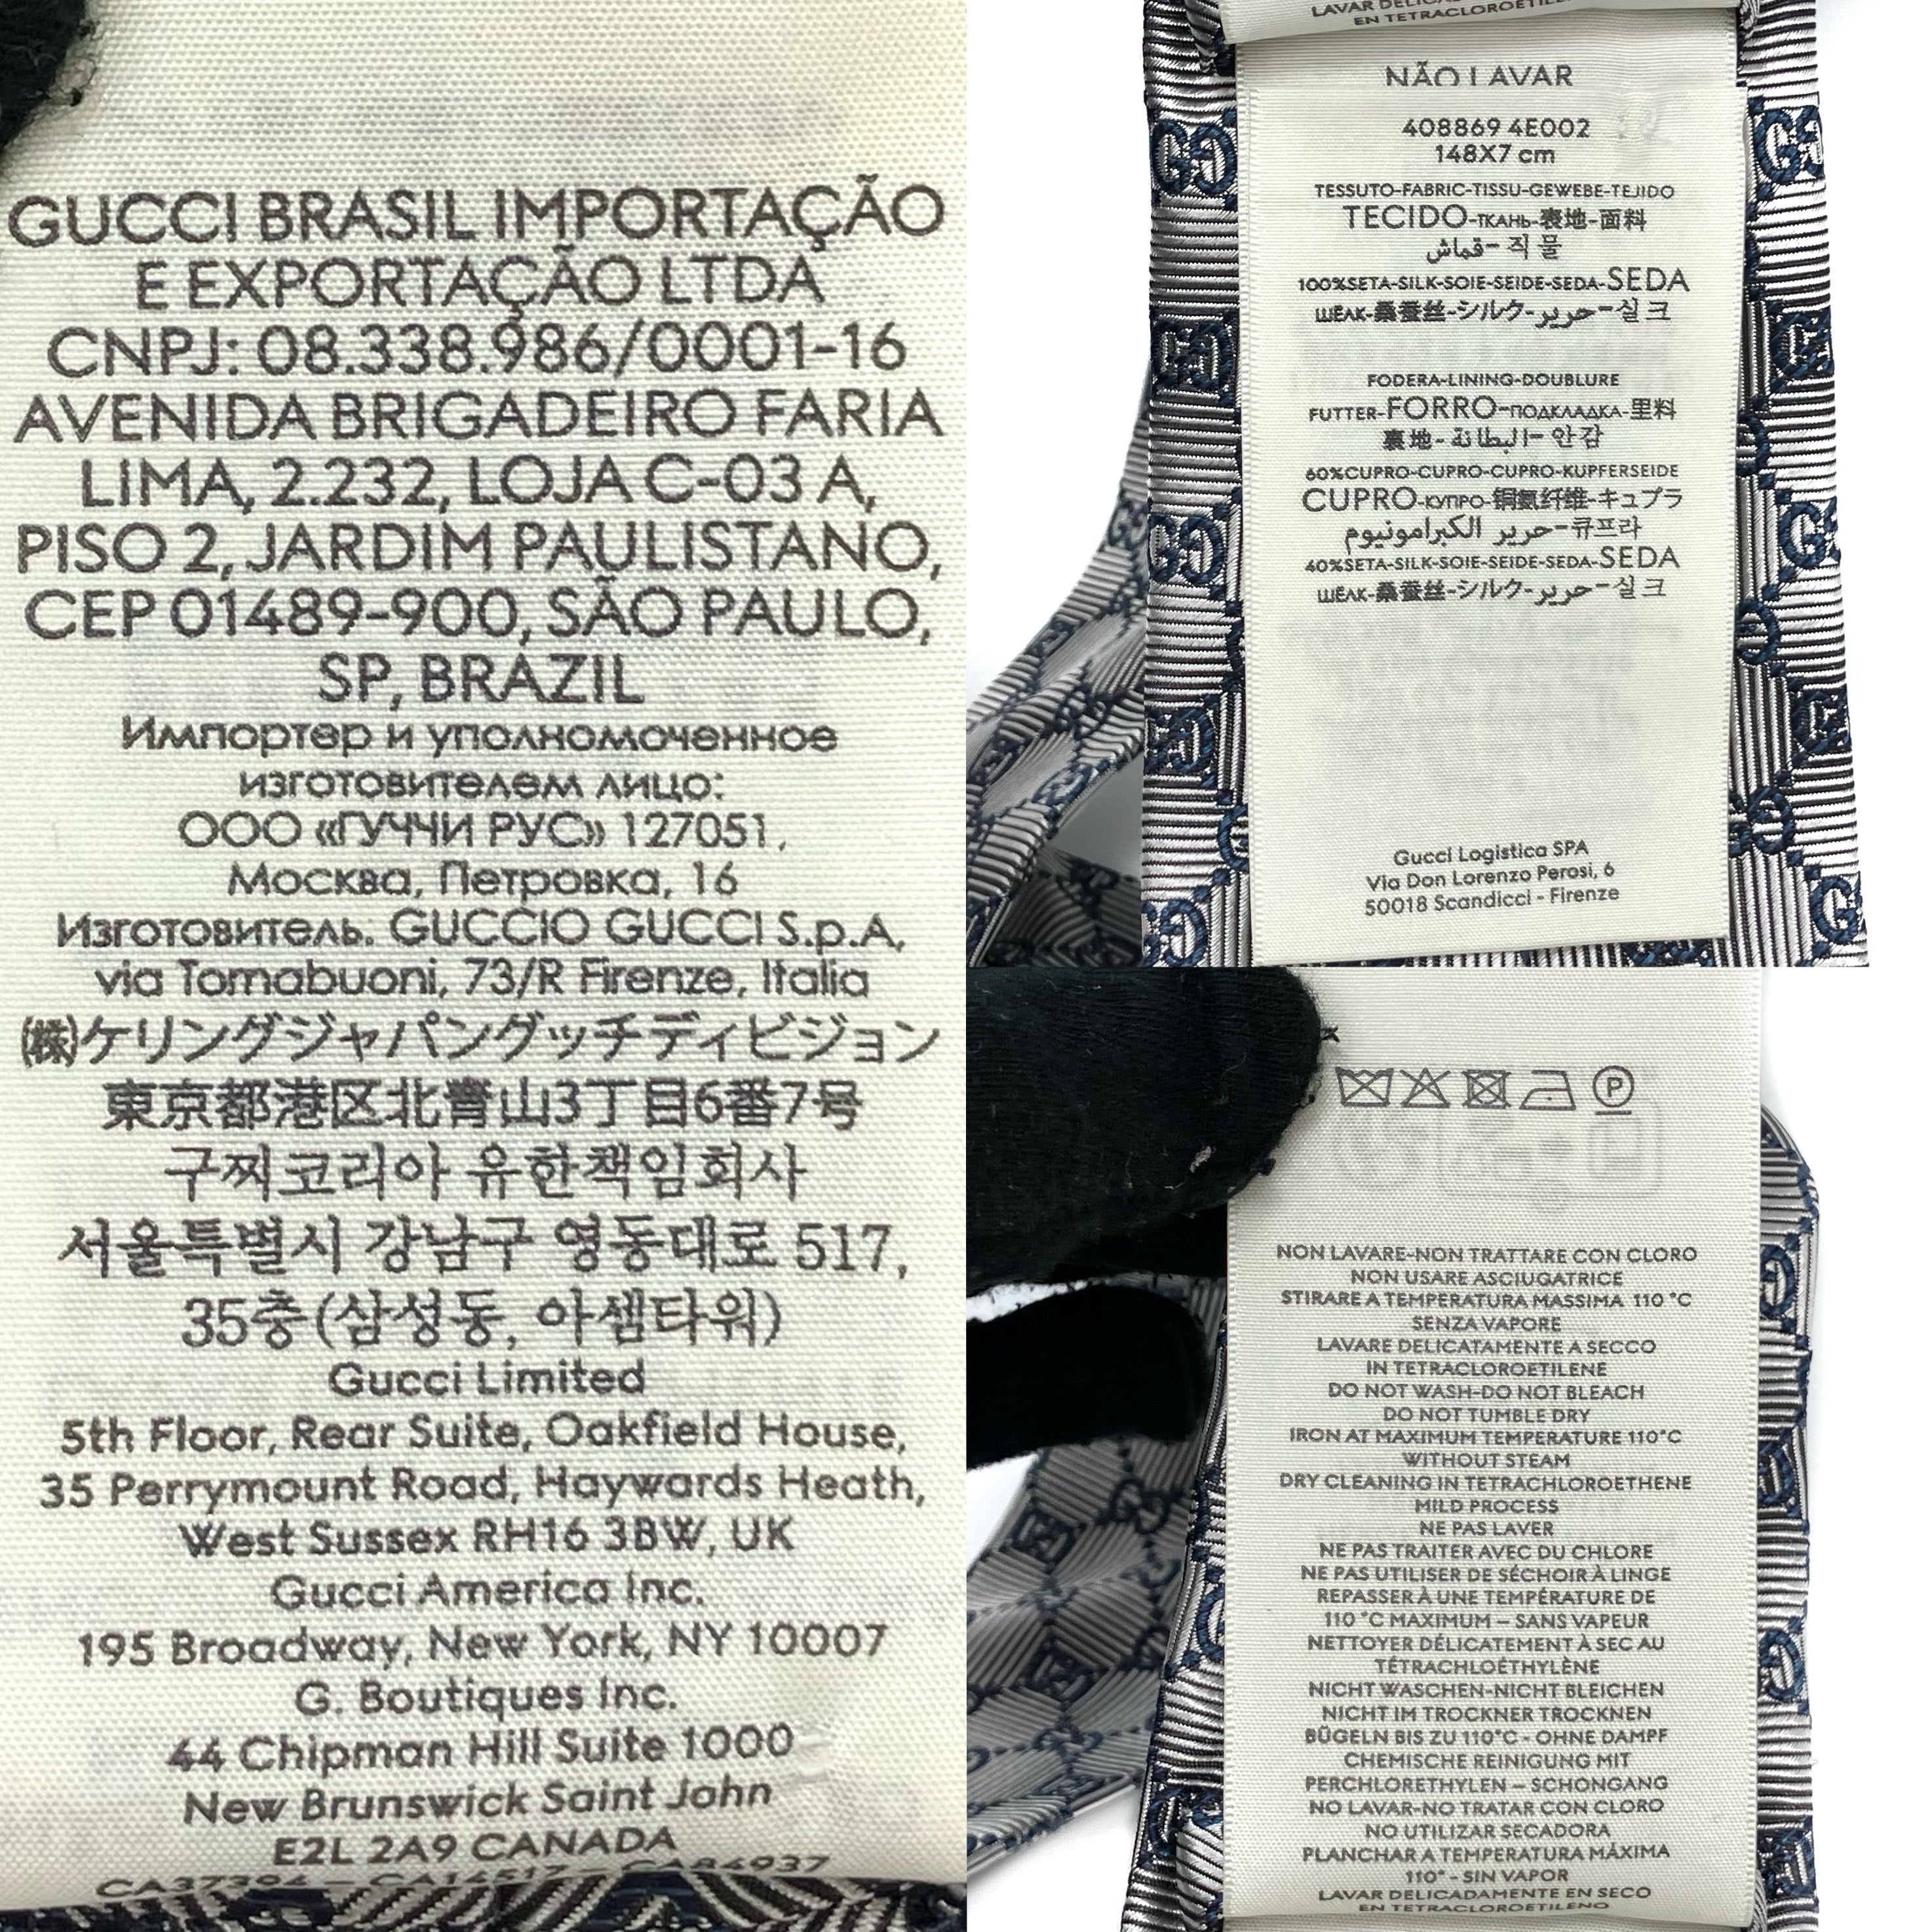 GUCCI BRASIL IMPORTAÇÃO
E EXPORTAÇÃO LTDA
CNPJ: 08.338.986/0001-16
AVENIDA BRIGADEIRO FARIA
LIMA, 2.232, LOJA C-03 A,
PISO 2, JARDIM PAULISTANO,
CEP 01489-900, SÃO PAULO,
SP, BRAZIL
Импортер и уполномоченное
изготовителем лицо:
ООО «ГУЧЧИ РУС» 127051,
Москва, Петровка, 16
Изготовитель. GUCCIO GUCCI S.p.A,
via Tornabuoni, 73/R Firenze, Italia
㈱ケリングジャパングッチディビジョン
東京都港区北青山3丁目6番7号
구찌코리아 유한책임회사
서울특별시 강남구 영동대로 517,
35층(삼성동, 아셈타워)
Gucci Limited
5th Floor, Rear Suite, Oakfield House,
35 Perrymount Road, Haywards Heath,
West Sussex RH16 3BW, UK
Gucci America Inc.
195 Broadway, New York, NY 10007
G. Boutiques Inc.
44 Chipman Hill Suite 1000
New Brunswick Saint John
E2L 2A9 CANADA
CA37394 – CA14517 – CA84937
LAVAR
EN
NÃO LAVAR
408869 4E002
148X7 cm
TESSUTO-FABRIC-TISSU-GEWEBE-TEJIDO
TECIDO-ТКАНЬ-表地-面料
قماش-직물
100%SETA-SILK-SOIE-SEIDE-SEDA-SEDA
ШЁЛК-桑蚕丝-シルク-حرير-실크
FODERA-LINING-DOUBLURE
FUTTER-FORRO-ПОДКЛАДКА-里料
裏地-البطانة-안감
60%CUPRO-CUPRO-CUPRO-KUPFERSEIDE
CUPRO-КУПРО-铜氨纤维-キュプラ
حرير الكبرامونيوم-큐프라
40%SETA-SILK-SOIE-SEIDE-SEDA-SEDA
ШЁЛК-桑蚕丝-シルク-حرير-실크
Gucci Logistica SPA
Via Don Lorenzo Perosi, 6
50018 Scandicci - Firenze
P
NON LAVARE-NON TRATTARE CON CLORO
NON USARE ASCIUGATRICE
STIRARE A TEMPERATURA MASSIMA 110 °C
SENZA VAPORE
LAVARE DELICATAMENTE A SECCO
IN TETRACLOROETILENE
DO NOT WASH-DO NOT BLEACH
DO NOT TUMBLE DRY
IRON AT MAXIMUM TEMPERATURE 110°C
WITHOUT STEAM
DRY CLEANING IN TETRACHLOROETHENE
MILD PROCESS
NE PAS LAVER
NE PAS TRAITER AVEC DU CHLORE
NE PAS UTILISER DE SÉCHOIR À LINGE
REPASSER À UNE TEMPÉRATURE DE
110 °C MAXIMUM – SANS VAPEUR
NETTOYER DÉLICATEMENT À SEC AU
TÉTRACHLOÉTHYLÈNE
NICHT WASCHEN-NICHT BLEICHEN
NICHT IM TROCKNER TROCKNEN
BÜGELN BIS ZU 110°C - OHNE DAMPF
CHEMISCHE REINIGUNG MIT
PERCHLORETHYLEN – SCHONGANG
NO LAVAR-NO TRATAR CON CLORO
NO UTILIZAR SECADORA
PLANCHAR A TEMPERATURA MÁXIMA
110° - SIN VAPOR
LAVAR DELICADAMENTE EN SECO
EN TETRACLOROETILENO